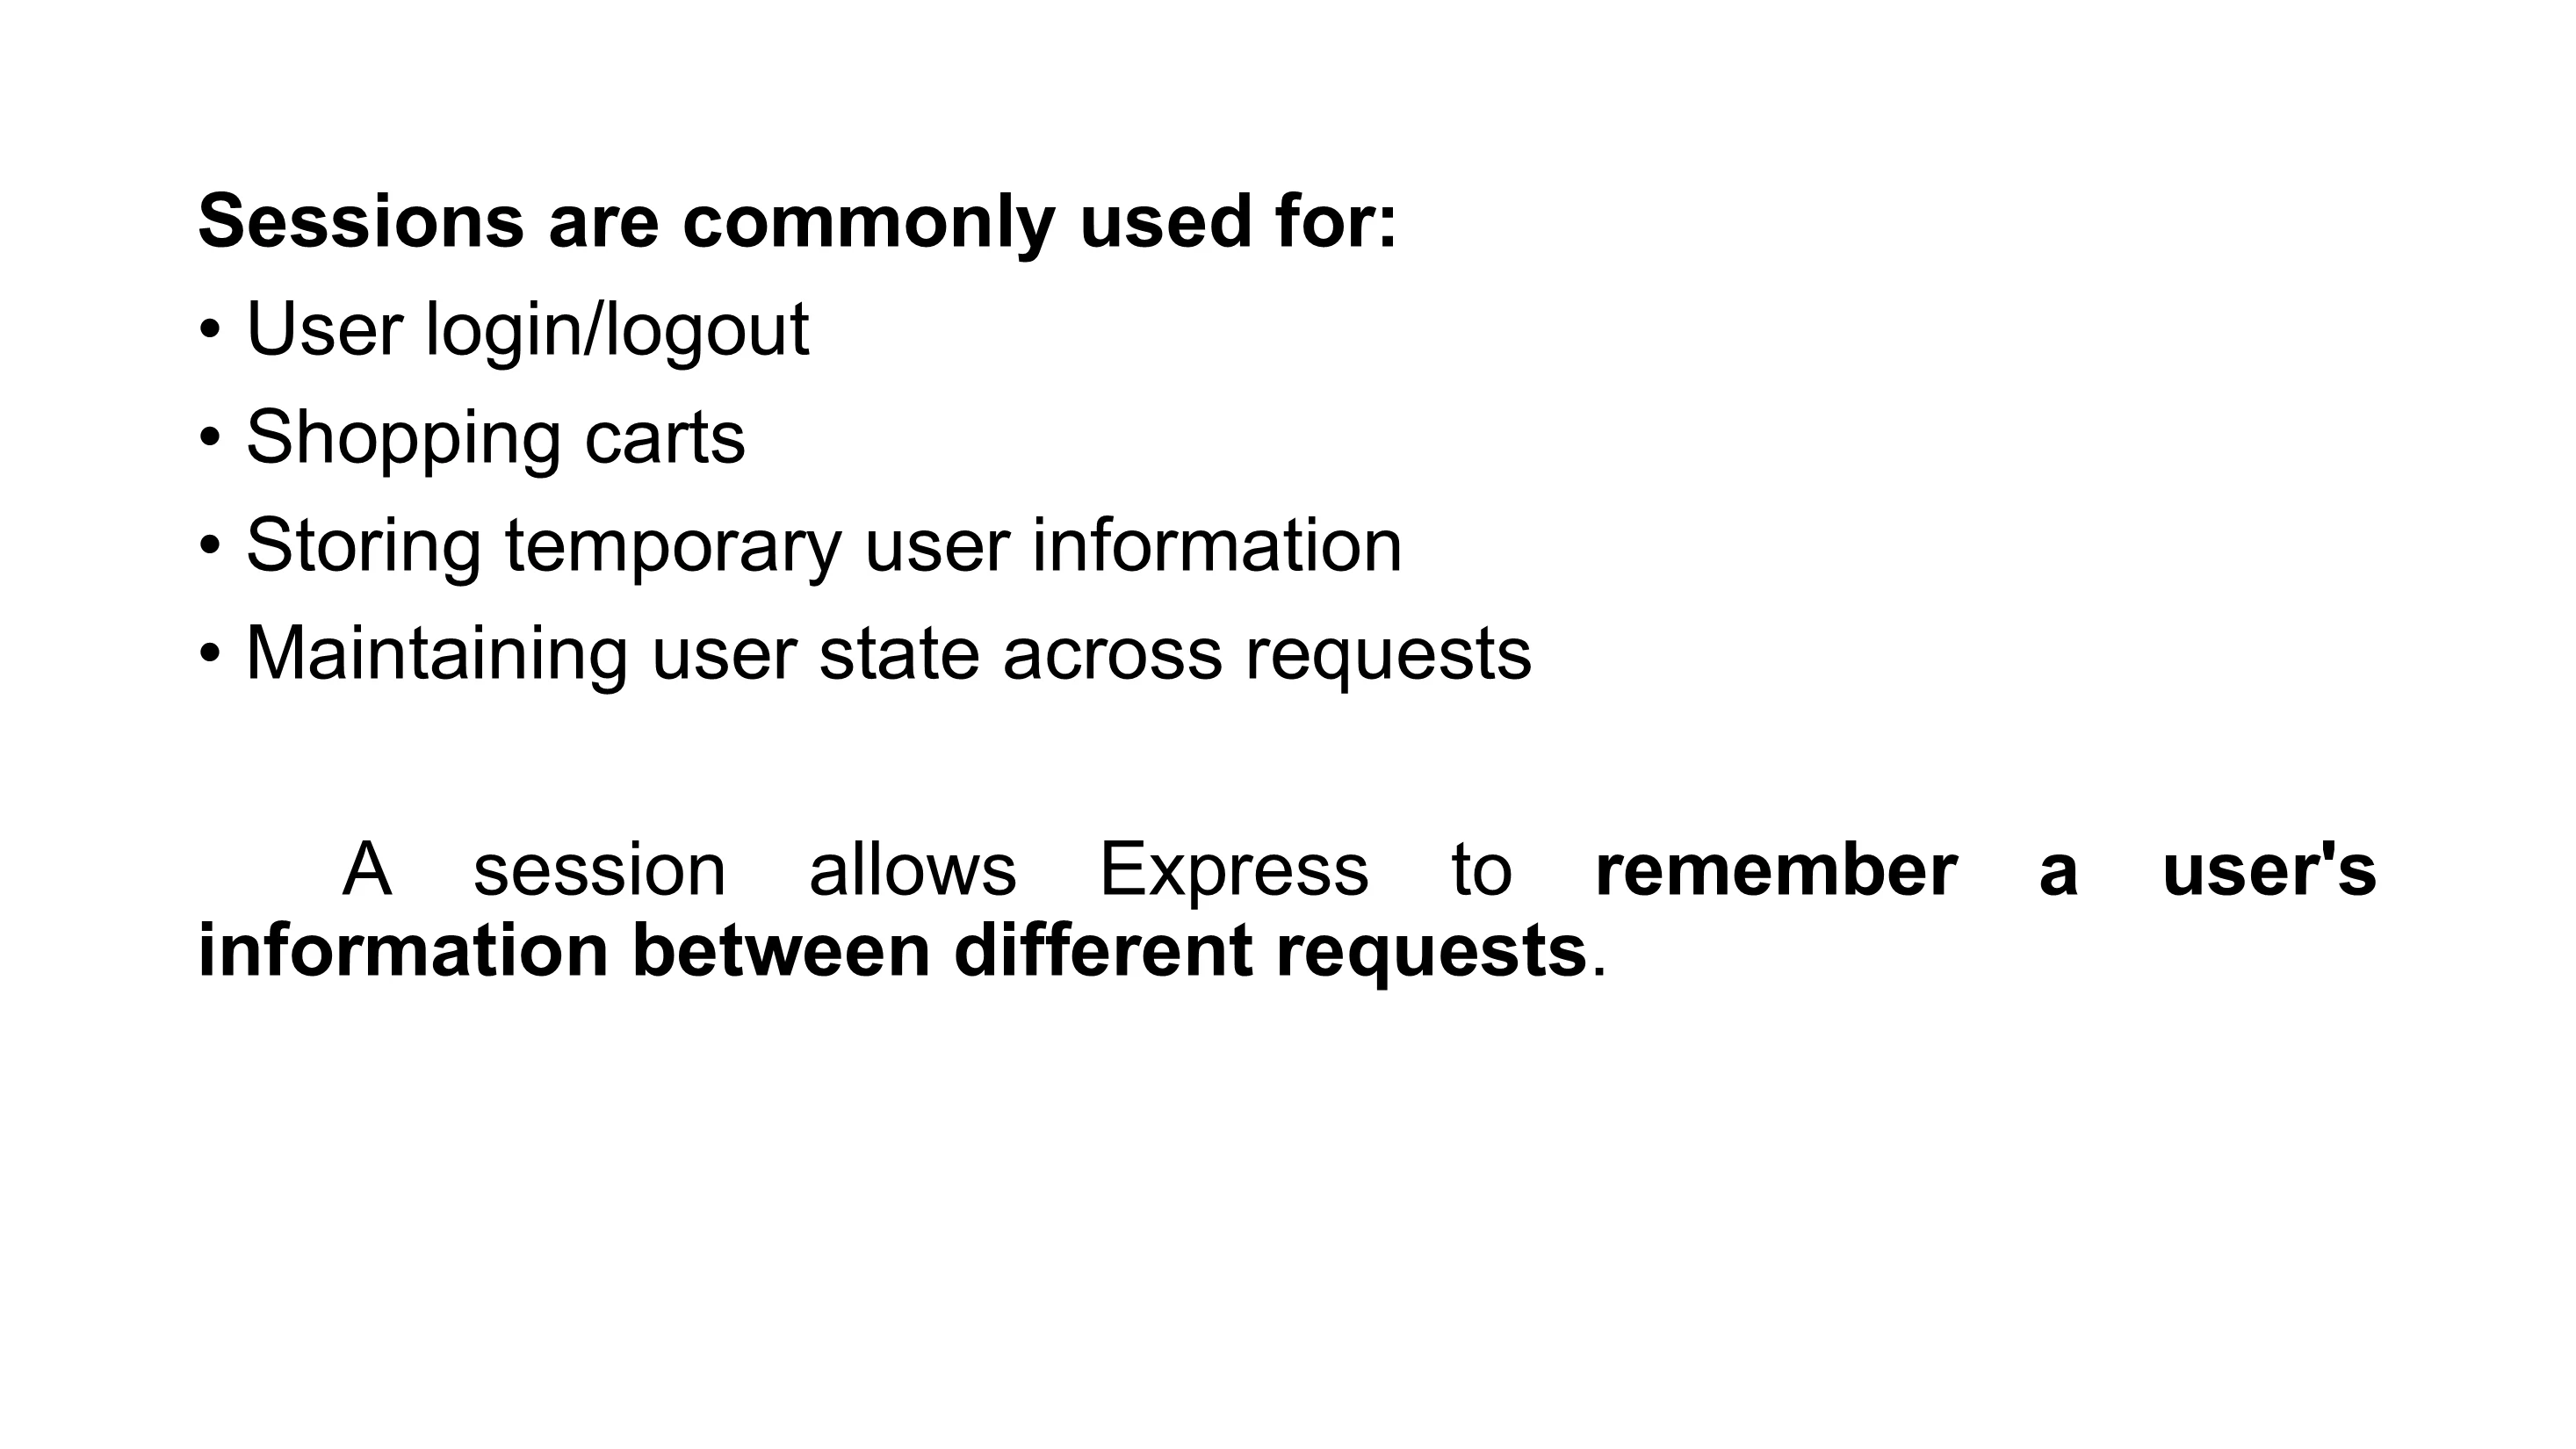 Sessions are commonly used for:
• User login/logout
• Shopping carts
• Storing temporary user information
• Maintaining user state across requests
A session allows Express to remember a user's
information between different requests.